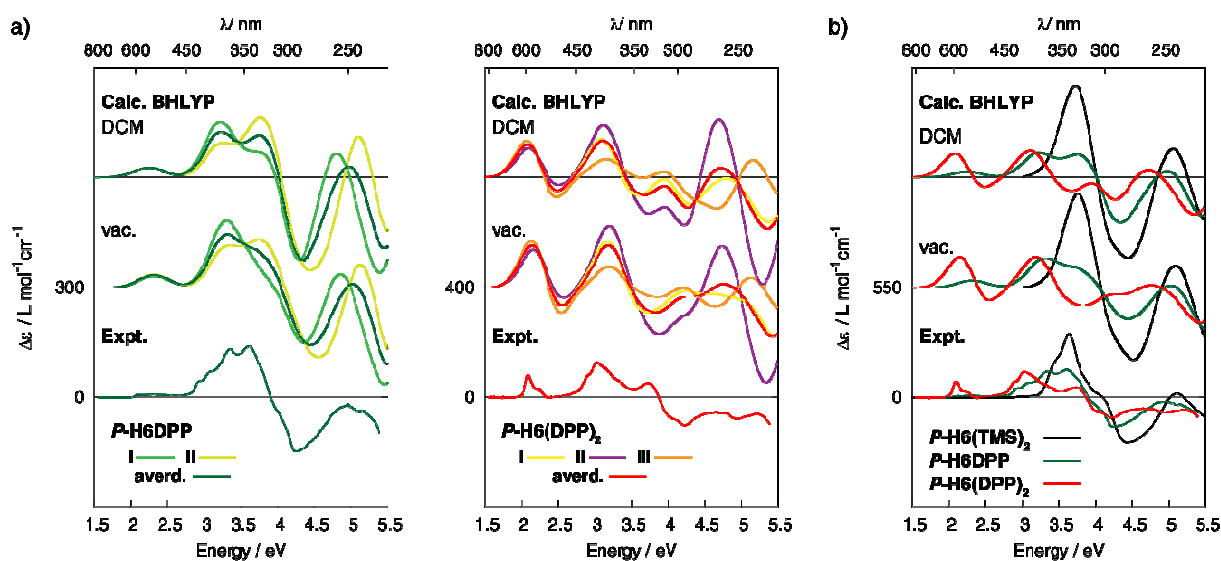 a)
λ/ nm
800 600 450 350 300 250
Calc. BHLYP
DCM
vac.
Expt.
Δε / L mol⁻¹cm⁻¹
300
0
P-H6DPP
I II
averd.
1.5 2 2.5 3 3.5 4 4.5 5 5.5
Energy / eV
λ/ nm
800 600 450 350 300 250
Calc. BHLYP
DCM
vac.
Expt.
Δε / L mol⁻¹cm⁻¹
400
0
P-H6(DPP)₂
I II III
averd.
1.5 2 2.5 3 3.5 4 4.5 5 5.5
Energy / eV
b)
λ/ nm
800 600 450 350 300 250
Calc. BHLYP
DCM
vac.
Expt.
Δε / L mol⁻¹cm⁻¹
550
0
P-H6(TMS)₂
P-H6DPP
P-H6(DPP)₂
1.5 2 2.5 3 3.5 4 4.5 5 5.5
Energy / eV